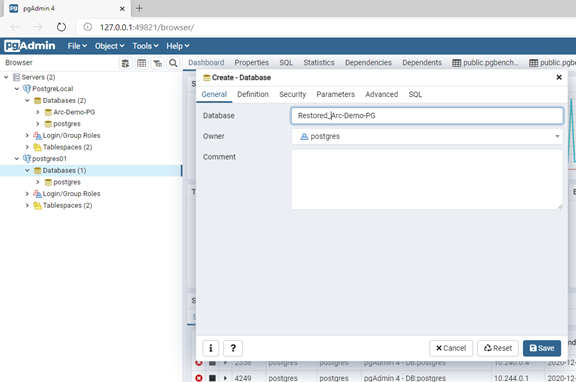 pgAdmin 4
127.0.0.1:49821/browser/
pgAdmin File Object Tools Help
Browser
Dashboard Properties SQL Statistics Dependencies Dependents public.pgbench... public.pgbe
Servers (2)
PostgreLocal
Databases (2)
Arc-Demo-PG
postgres
Login/Group Roles
Tablespaces (2)
postgres01
Databases (1)
postgres
Login/Group Roles
Tablespaces (2)
Create - Database
General Definition Security Parameters Advanced SQL
Database Restored_Arc-Demo-PG
Owner postgres
Comment
Cancel Reset Save
2338 postgres postgres pgAdmin 4 - DB:postgres 10.240.0.4 2020-12-
4249 postgres postgres pgAdmin 4 - DB:postgres 10.240.0.1 2020-12-